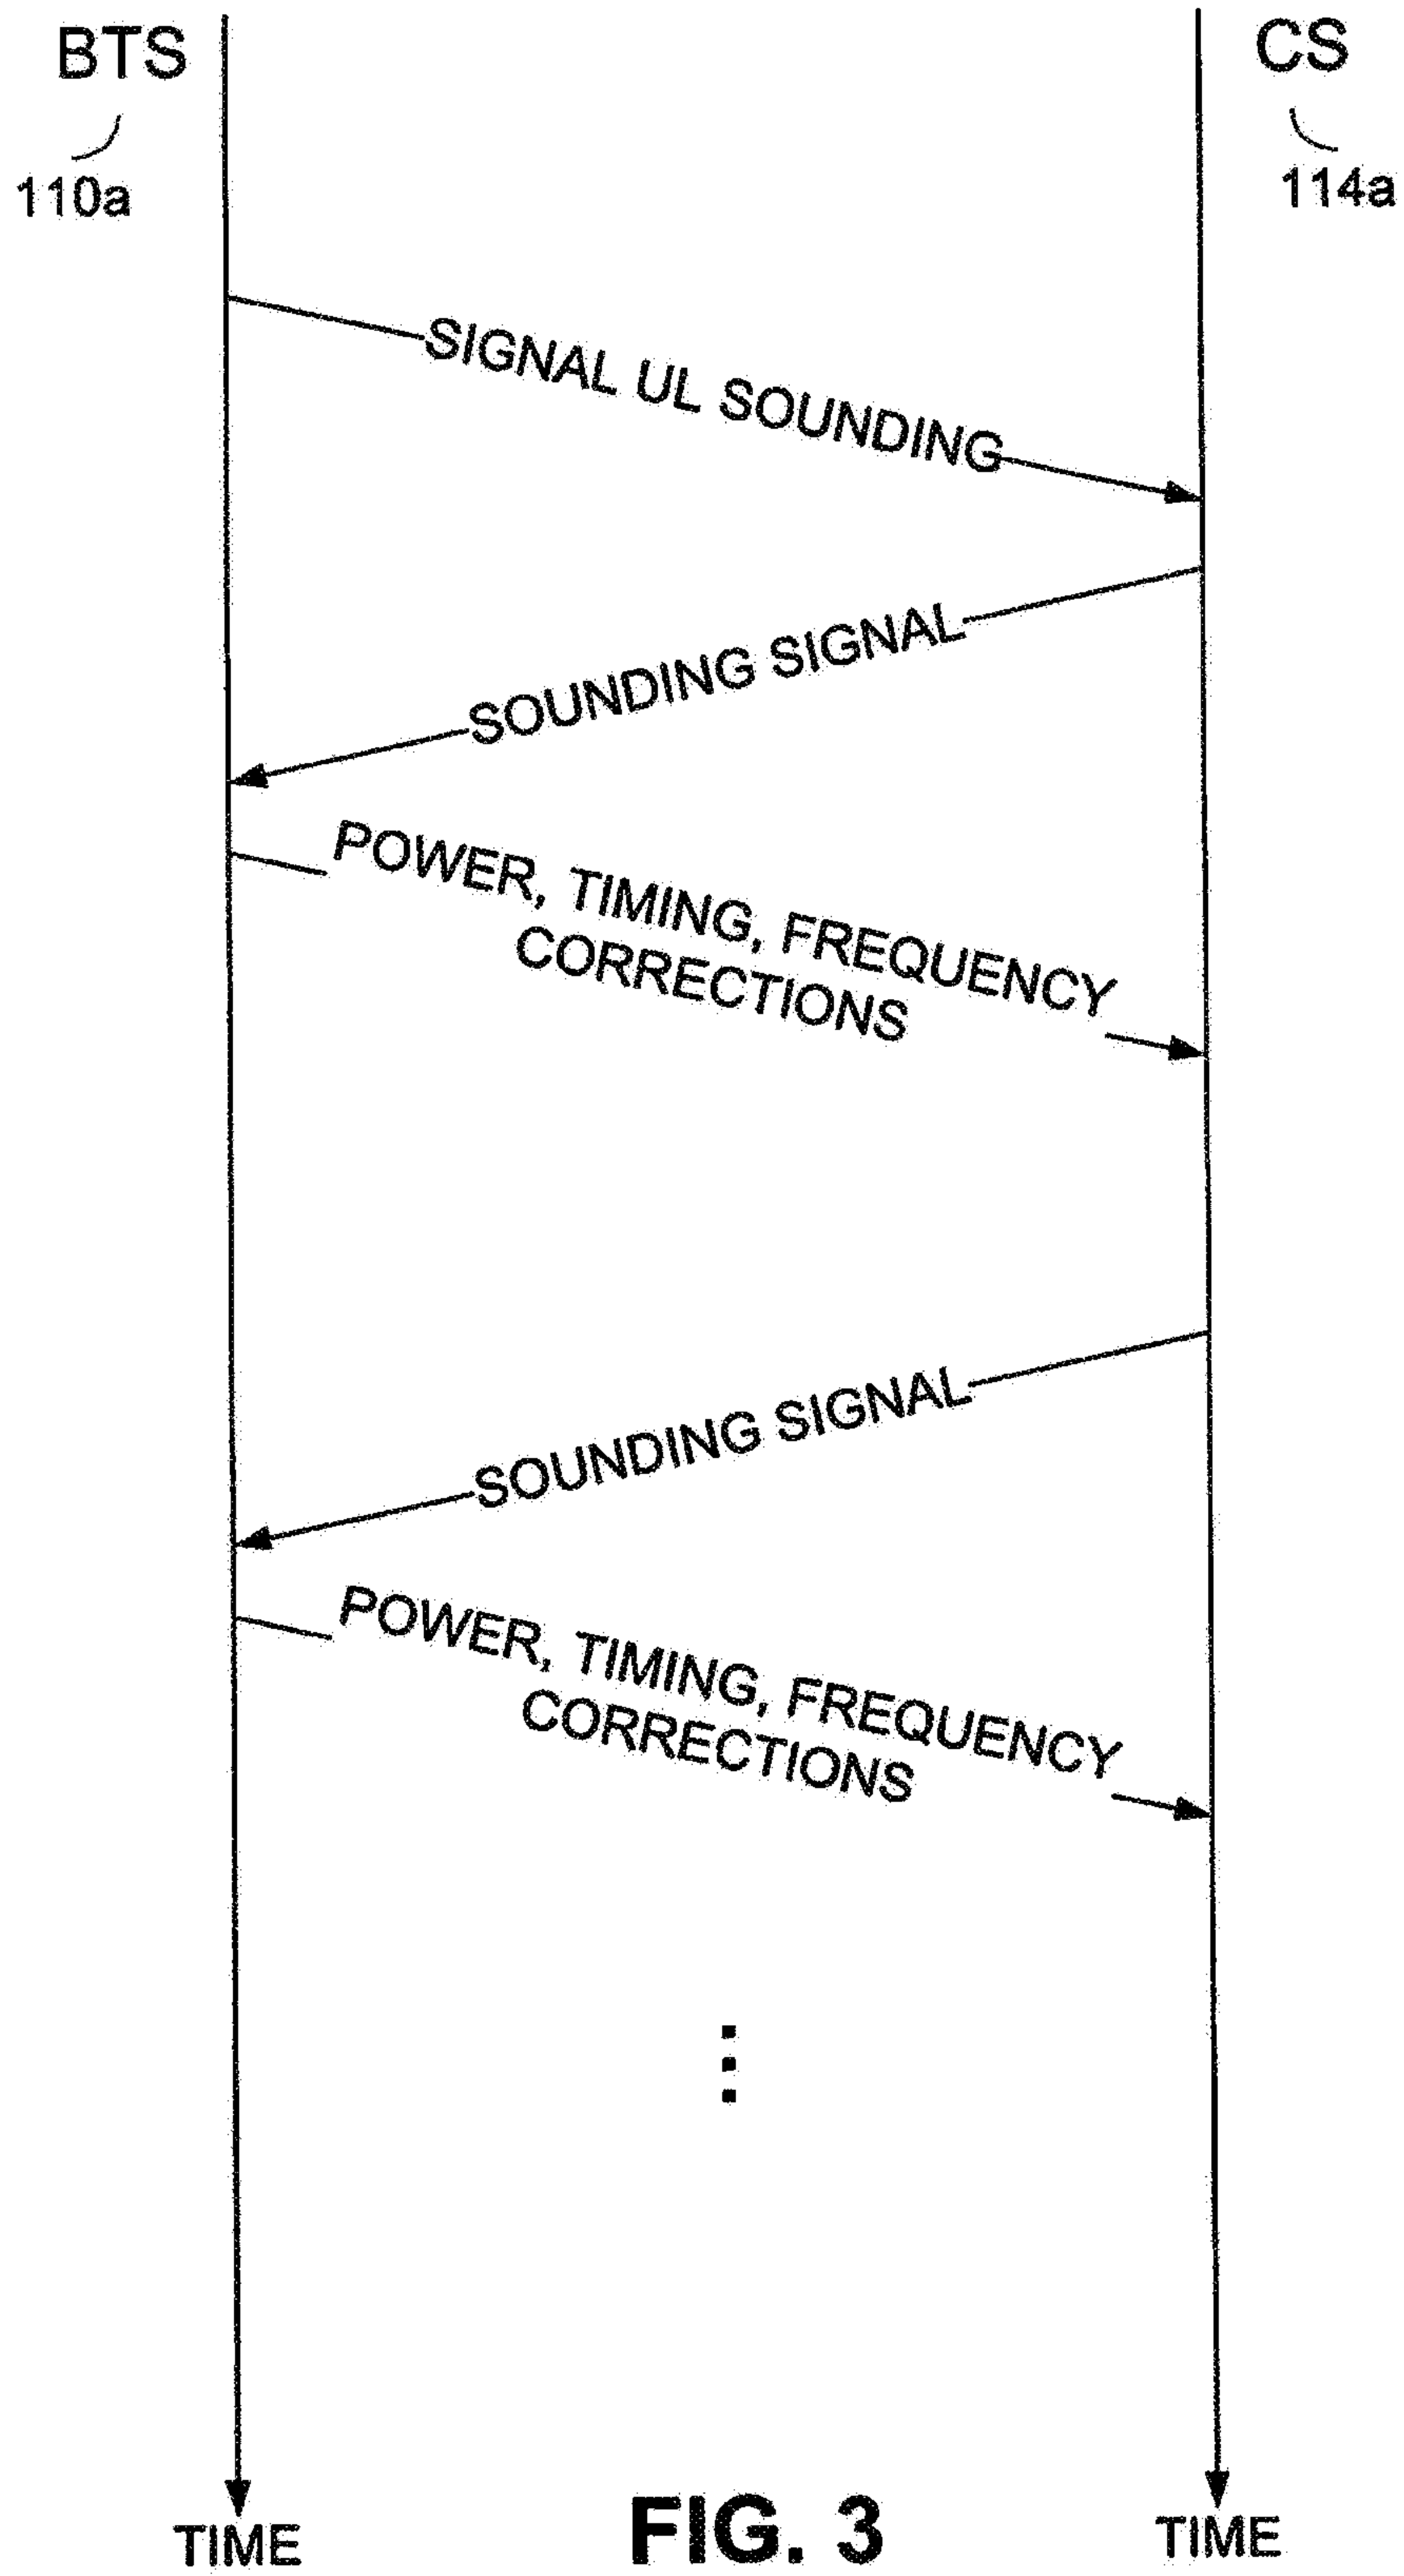 BTS
CS
110a
114a
SIGNAL UL SOUNDING
SOUNDING SIGNAL
POWER, TIMING, FREQUENCY
CORRECTIONS
SOUNDING SIGNAL
POWER, TIMING, FREQUENCY
CORRECTIONS
TIME
FIG. 3
TIME